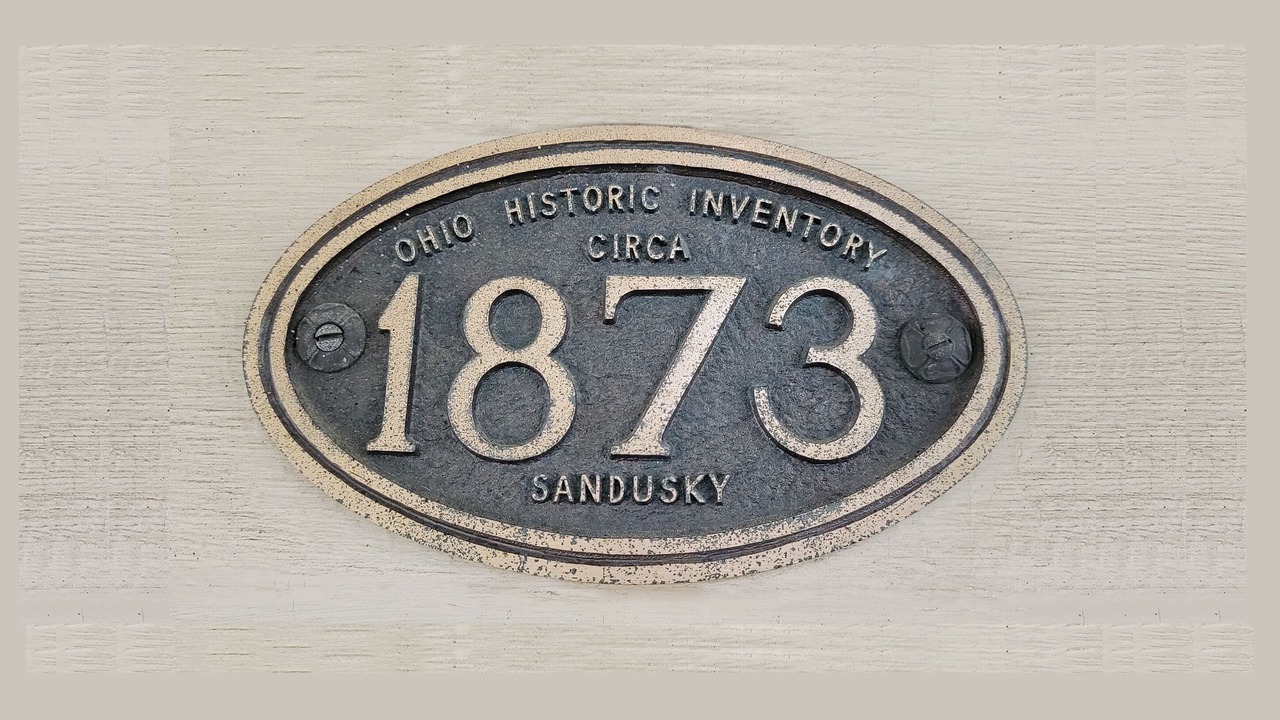 OHIO HISTORIC INVENTORY
CIRCA
1873
SANDUSKY